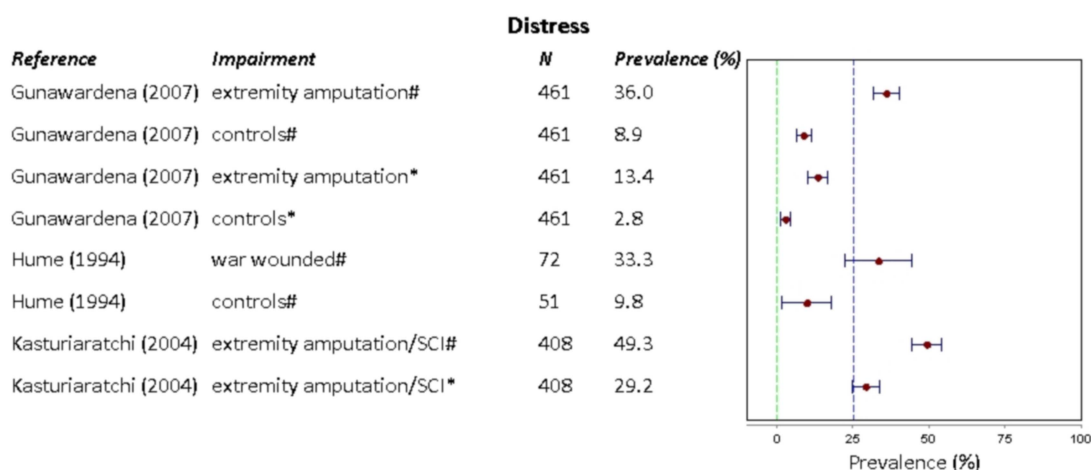 Distress
Reference Impairment N Prevalence (%)
Gunawardena (2007) extremity amputation# 461 36.0
Gunawardena (2007) controls# 461 8.9
Gunawardena (2007) extremity amputation* 461 13.4
Gunawardena (2007) controls* 461 2.8
Hume (1994) war wounded# 72 33.3
Hume (1994) controls# 51 9.8
Kasturiaratchi (2004) extremity amputation/SCI# 408 49.3
Kasturiaratchi (2004) extremity amputation/SCI* 408 29.2
0 25 50 75 100
Prevalence (%)